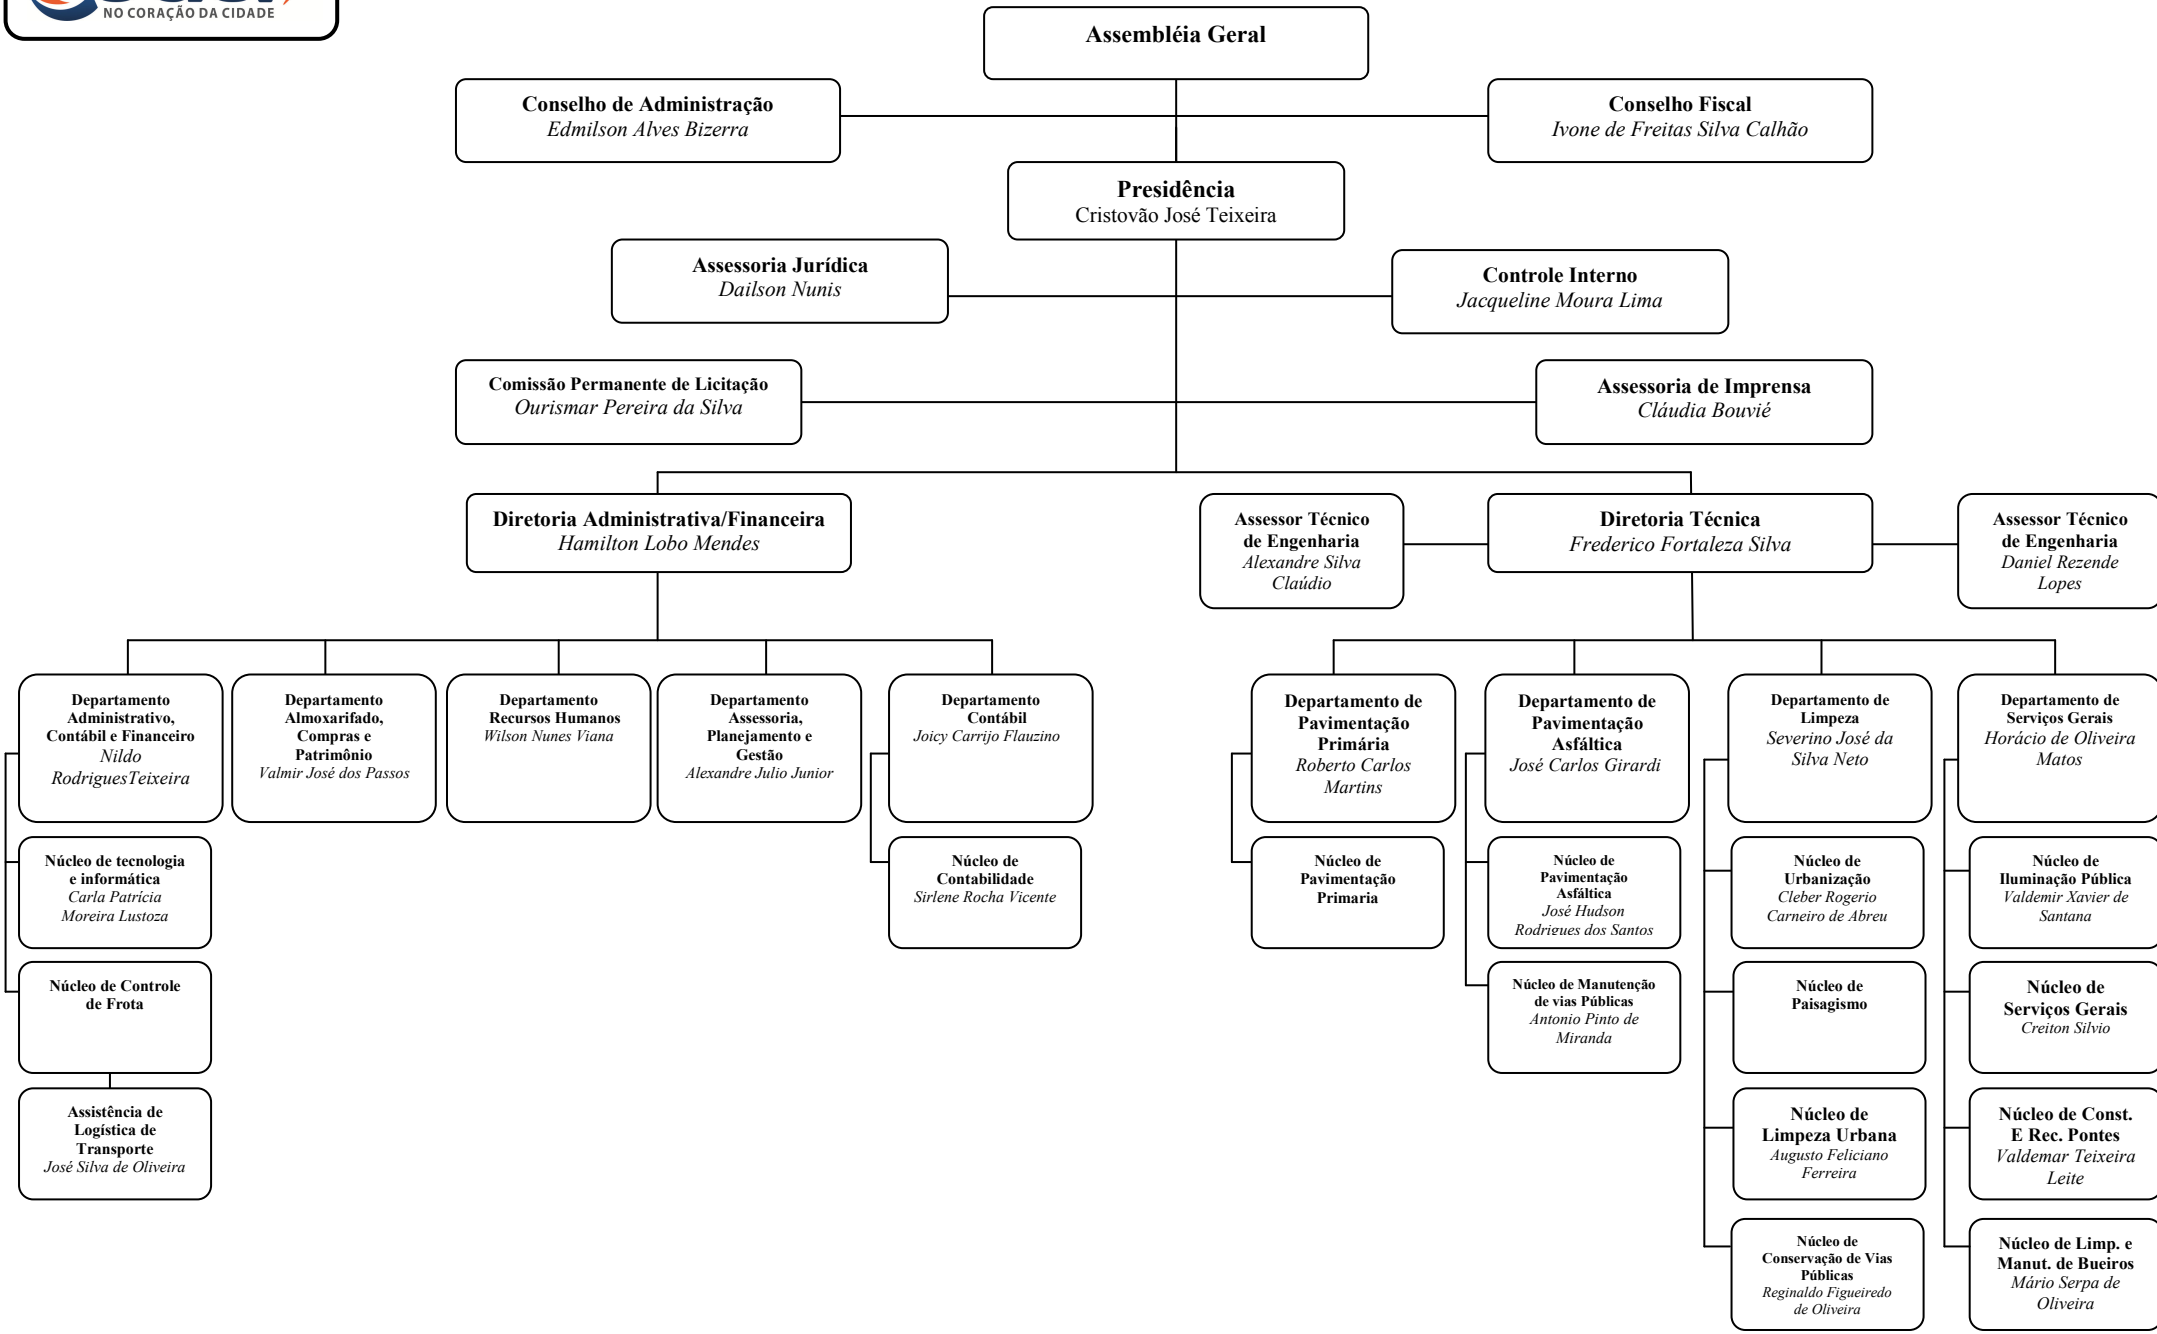 NO CORAÇÃO DA CIDADE
Assembléia Geral
Conselho de Administração
Edmilson Alves Bizerra
Conselho Fiscal
Ivone de Freitas Silva Calhão
Presidência
Cristovão José Teixeira
Assessoria Jurídica
Dailson Nunis
Controle Interno
Jacqueline Moura Lima
Comissão Permanente de Licitação
Ourismar Pereira da Silva
Assessoria de Imprensa
Cláudia Bouvié
Diretoria Administrativa/Financeira
Hamilton Lobo Mendes
Assessor Técnico
de Engenharia
Alexandre Silva
Claúdio
Diretoria Técnica
Frederico Fortaleza Silva
Assessor Técnico
de Engenharia
Daniel Rezende
Lopes
Departamento
Administrativo,
Contábil e Financeiro
Nildo
RodriguesTeixeira
Departamento
Almoxarifado,
Compras e
Patrimônio
Valmir José dos Passos
Departamento
Recursos Humanos
Wilson Nunes Viana
Departamento
Assessoria,
Planejamento e
Gestão
Alexandre Julio Junior
Departamento
Contábil
Joicy Carrijo Flauzino
Departamento de
Pavimentação
Primária
Roberto Carlos
Martins
Departamento de
Pavimentação
Asfáltica
José Carlos Girardi
Departamento de
Limpeza
Severino José da
Silva Neto
Departamento de
Serviços Gerais
Horácio de Oliveira
Matos
Núcleo de tecnologia
e informática
Carla Patrícia
Moreira Lustoza
Núcleo de
Contabilidade
Sirlene Rocha Vicente
Núcleo de
Pavimentação
Primaria
Núcleo de
Pavimentação
Asfáltica
José Hudson
Rodrigues dos Santos
Núcleo de
Urbanização
Cleber Rogerio
Carneiro de Abreu
Núcleo de
Iluminação Pública
Valdemir Xavier de
Santana
Núcleo de Controle
de Frota
Núcleo de Manutenção
de vias Públicas
Antonio Pinto de
Miranda
Núcleo de
Paisagismo
Núcleo de
Serviços Gerais
Creiton Silvio
Assistência de
Logística de
Transporte
José Silva de Oliveira
Núcleo de
Limpeza Urbana
Augusto Feliciano
Ferreira
Núcleo de Const.
E Rec. Pontes
Valdemar Teixeira
Leite
Núcleo de
Conservação de Vias
Públicas
Reginaldo Figueiredo
de Oliveira
Núcleo de Limp. e
Manut. de Bueiros
Mário Serpa de
Oliveira